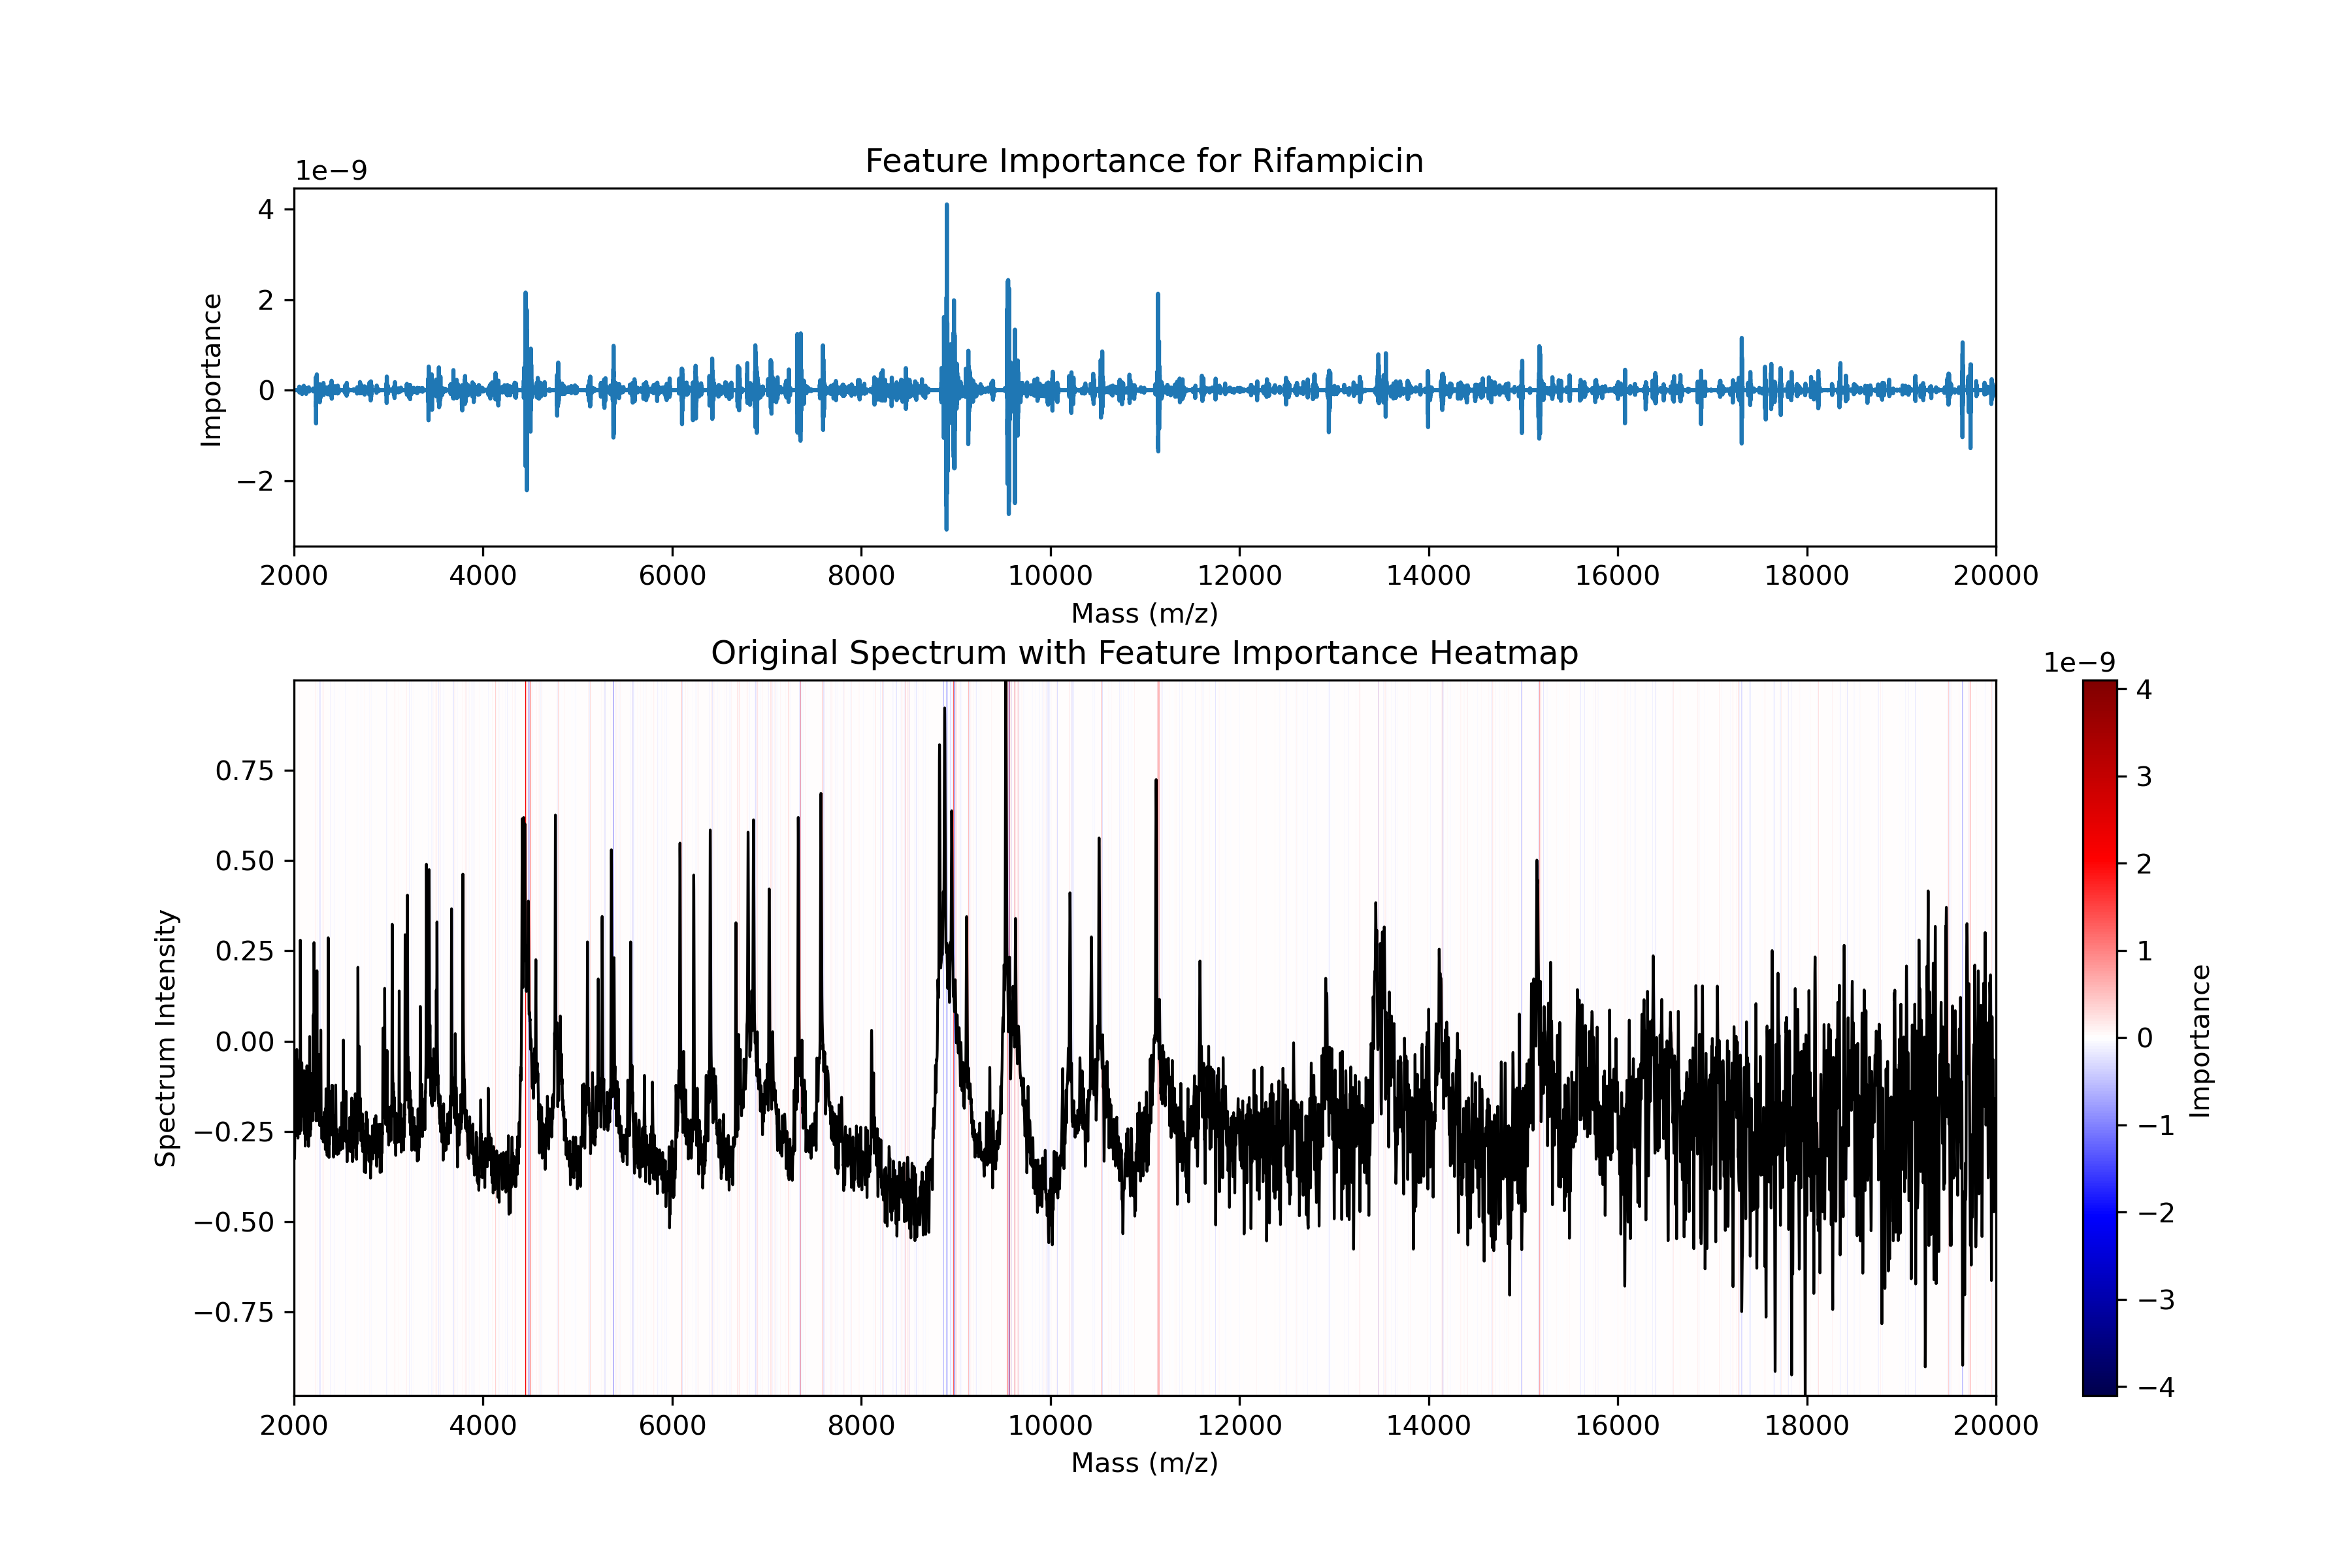 Feature Importance for Rifampicin
1e−9
4
2
0
−2
Importance
2000 4000 6000 8000 10000 12000 14000 16000 18000 20000
Mass (m/z)
Original Spectrum with Feature Importance Heatmap
0.75
0.50
0.25
0.00
−0.25
−0.50
−0.75
Spectrum Intensity
2000 4000 6000 8000 10000 12000 14000 16000 18000 20000
Mass (m/z)
1e−9
4
3
2
1
0
−1
−2
−3
−4
Importance